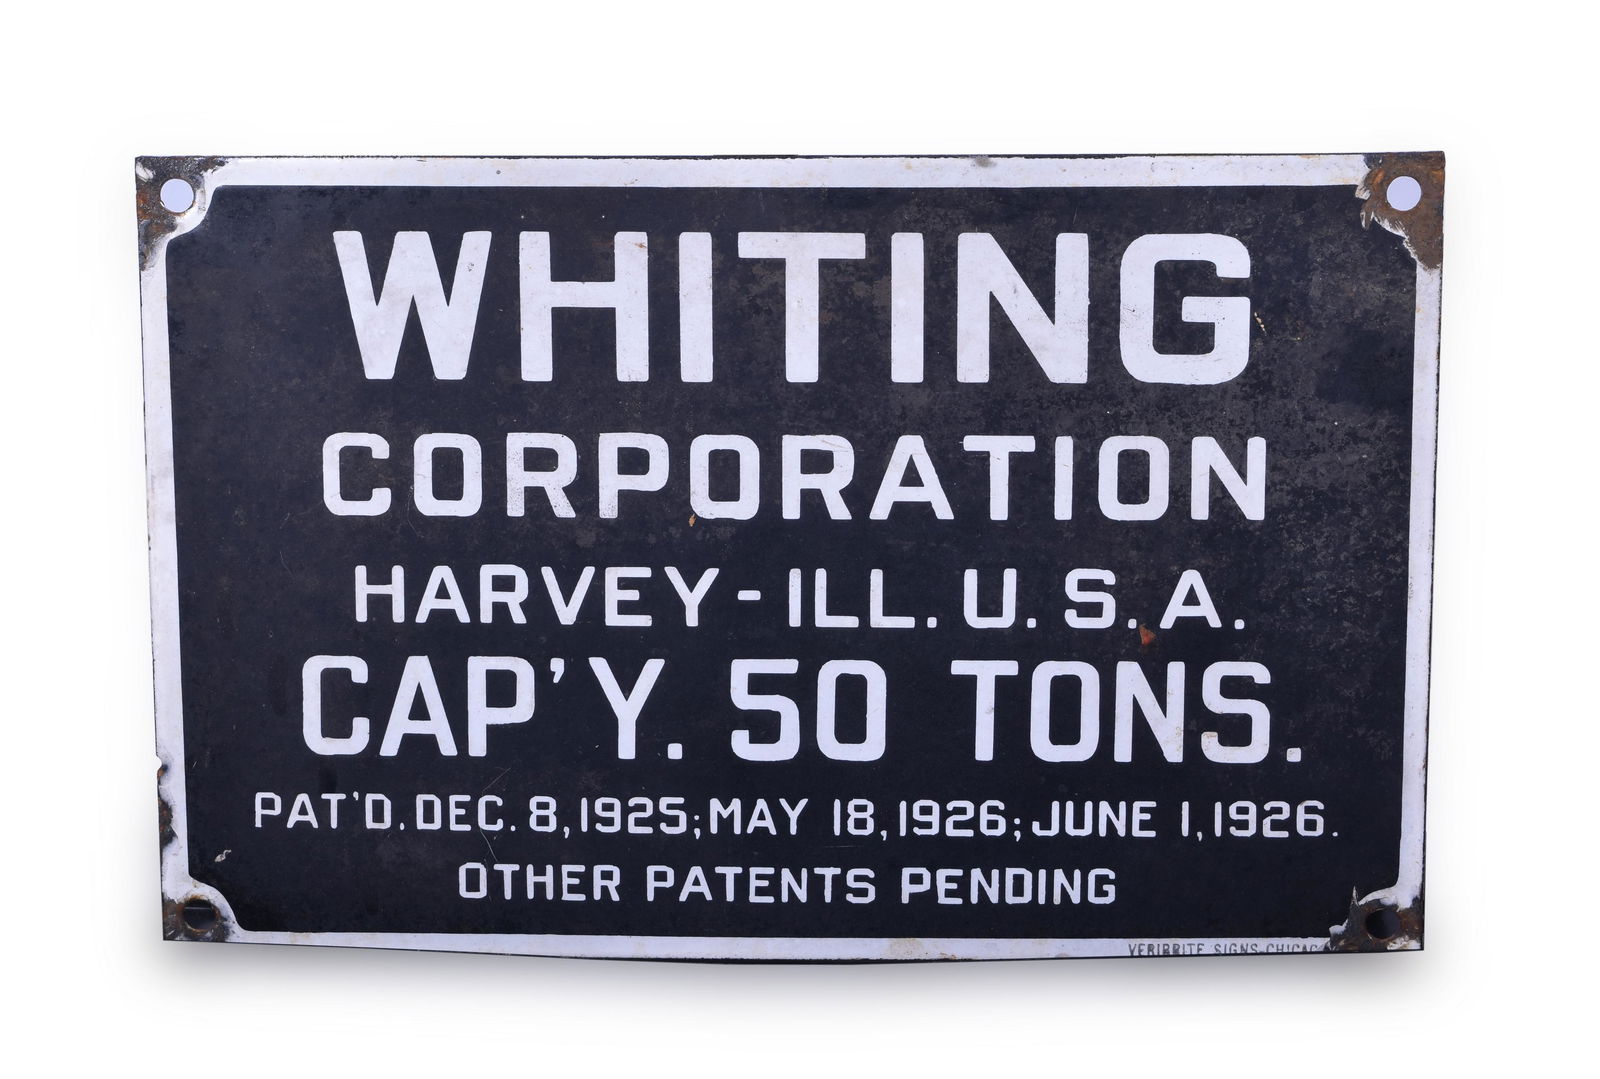 WHITING
CORPORATION
HARVEY-ILL. U.S.A.
CAP'Y. 50 TONS.
PAT'D. DEC. 8, 1925; MAY 18, 1926; JUNE 1, 1926.
OTHER PATENTS PENDING
VERIBRITE SIGNS-CHICAG